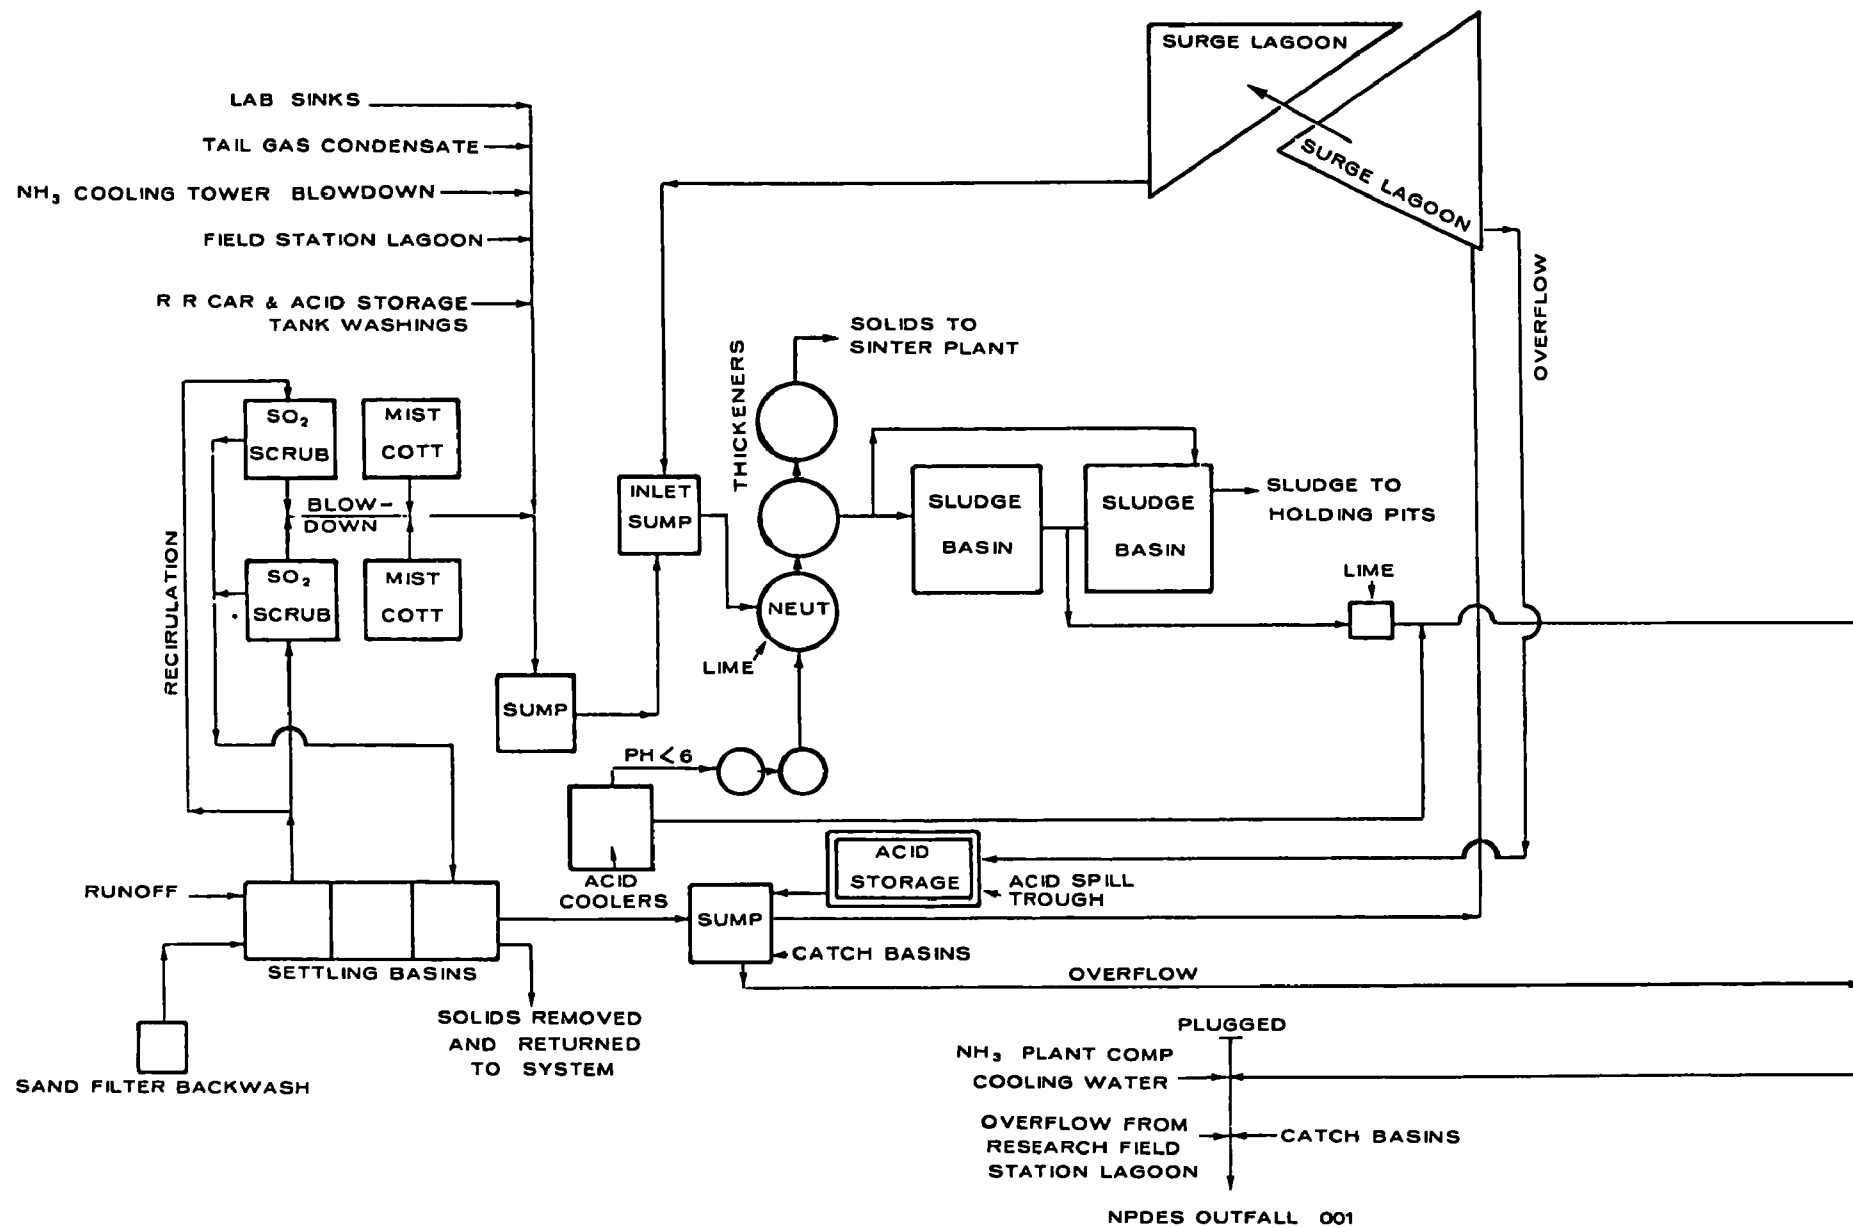 SURGE LAGOON
SURGE LAGOON
LAB SINKS
TAIL GAS CONDENSATE
NH₃ COOLING TOWER BLOWDOWN
FIELD STATION LAGOON
R R CAR & ACID STORAGE
TANK WASHINGS
OVERFLOW
SOLIDS TO
SINTER PLANT
THICKENERS
SO₂
SCRUB
MIST
COTT
BLOW-
DOWN
SO₂
SCRUB
MIST
COTT
RECIRULATION
INLET
SUMP
SLUDGE
BASIN
SLUDGE
BASIN
SLUDGE TO
HOLDING PITS
NEUT
LIME
LIME
SUMP
PH<6
ACID
COOLERS
ACID
STORAGE
ACID SPILL
TROUGH
RUNOFF
SETTLING BASINS
SUMP
CATCH BASINS
OVERFLOW
SOLIDS REMOVED
AND RETURNED
TO SYSTEM
SAND FILTER BACKWASH
PLUGGED
NH₃ PLANT COMP
COOLING WATER
OVERFLOW FROM
RESEARCH FIELD
STATION LAGOON
CATCH BASINS
NPDES OUTFALL 001